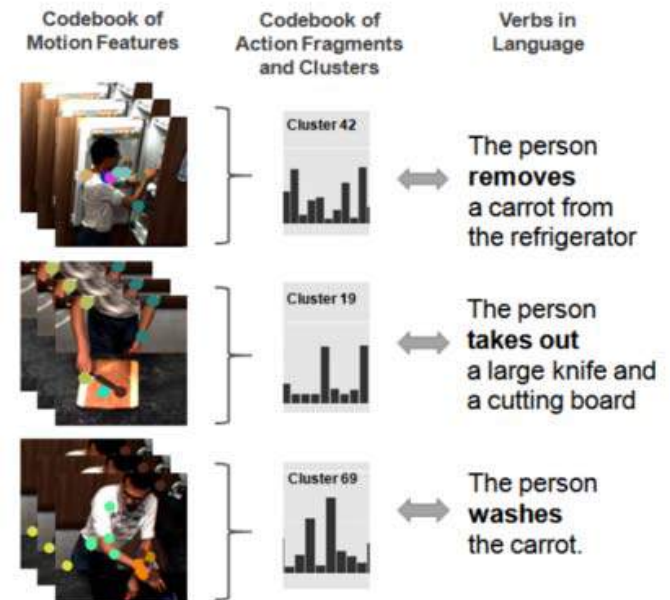 Codebook of
Motion Features
Codebook of
Action Fragments
and Clusters
Verbs in
Language
Cluster 42
The person
removes
a carrot from
the refrigerator
Cluster 19
The person
takes out
a large knife and
a cutting board
Cluster 69
The person
washes
the carrot.